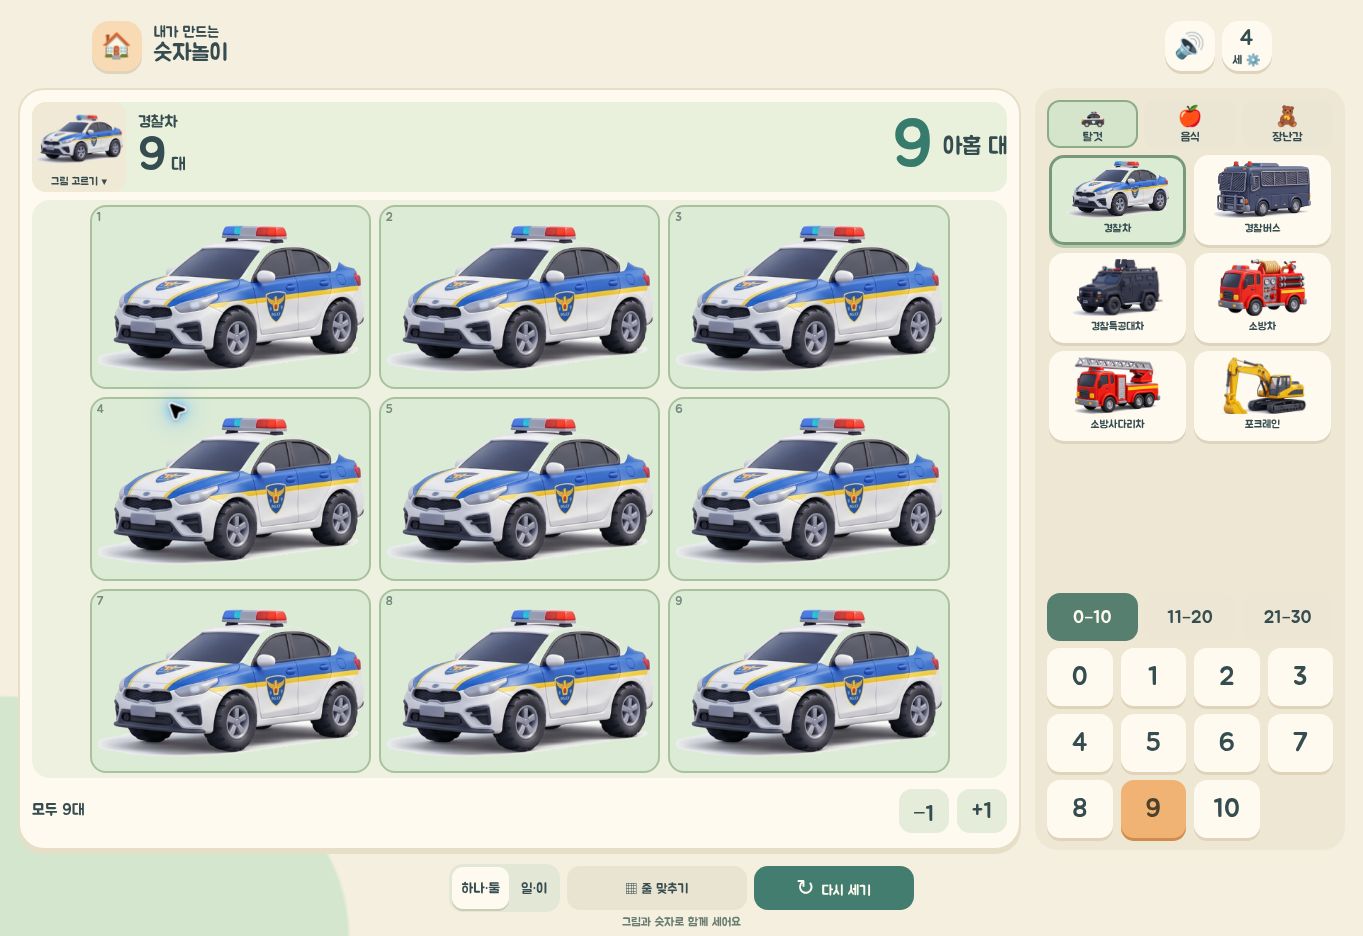 내가 만드는
숫자놀이
4
세
경찰차
9 대
그림 고르기 ▼
9 아홉 대
1
2
3
4
5
6
7
8
9
모두 9대
–1
+1
탈것
음식
장난감
경찰차
경찰버스
경찰특공대차
소방차
소방사다리차
포크레인
0–10
11–20
21–30
0
1
2
3
4
5
6
7
8
9
10
하나·둘
일·이
줄 맞추기
↻ 다시 세기
그림과 숫자로 함께 세어요